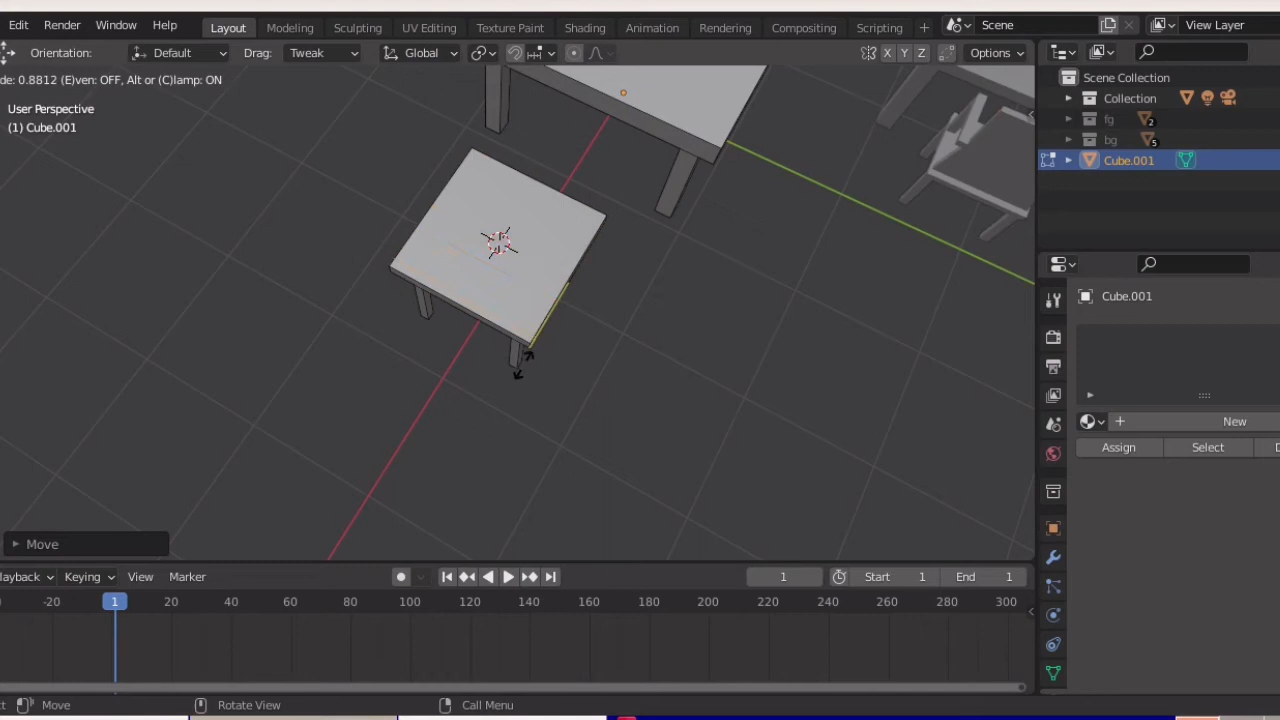 Edit Render Window Help Layout Modeling Sculpting UV Editing Texture Paint Shading Animation Rendering Compositing Scripting + Scene View Layer
Orientation: Default Drag: Tweak Global X Y Z Options
de: 0.8812 (E)ven: OFF, Alt or (C)lamp: ON
User Perspective
(1) Cube.001
Scene Collection
Collection
fg 2
bg 5
Cube.001
Cube.001
+ New
Assign Select D
Move
layback Keying View Marker 1 Start 1 End 1
-20 1 20 40 60 80 100 120 140 160 180 200 220 240 260 280 300
ct Move Rotate View Call Menu